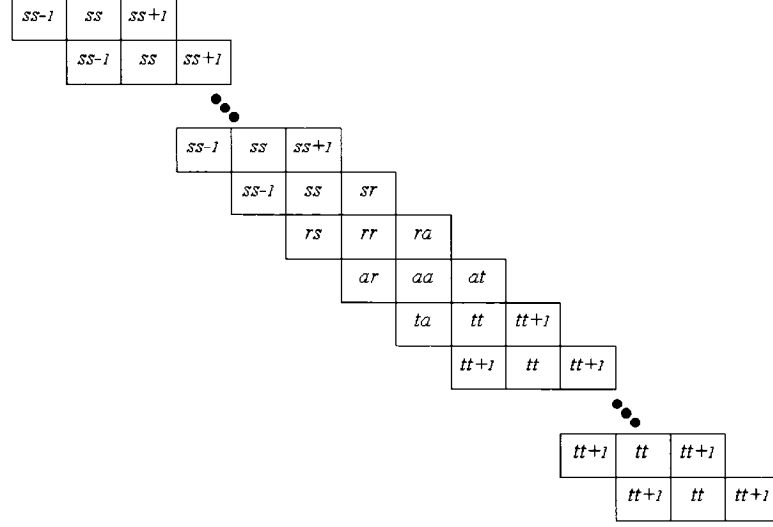 ss-1 ss ss+1
ss-1 ss ss+1
ss-1 ss ss+1
ss-1 ss sr
rs rr ra
ar aa at
ta tt tt+1
tt+1 tt tt+1
tt+1 tt tt+1
tt+1 tt tt+1